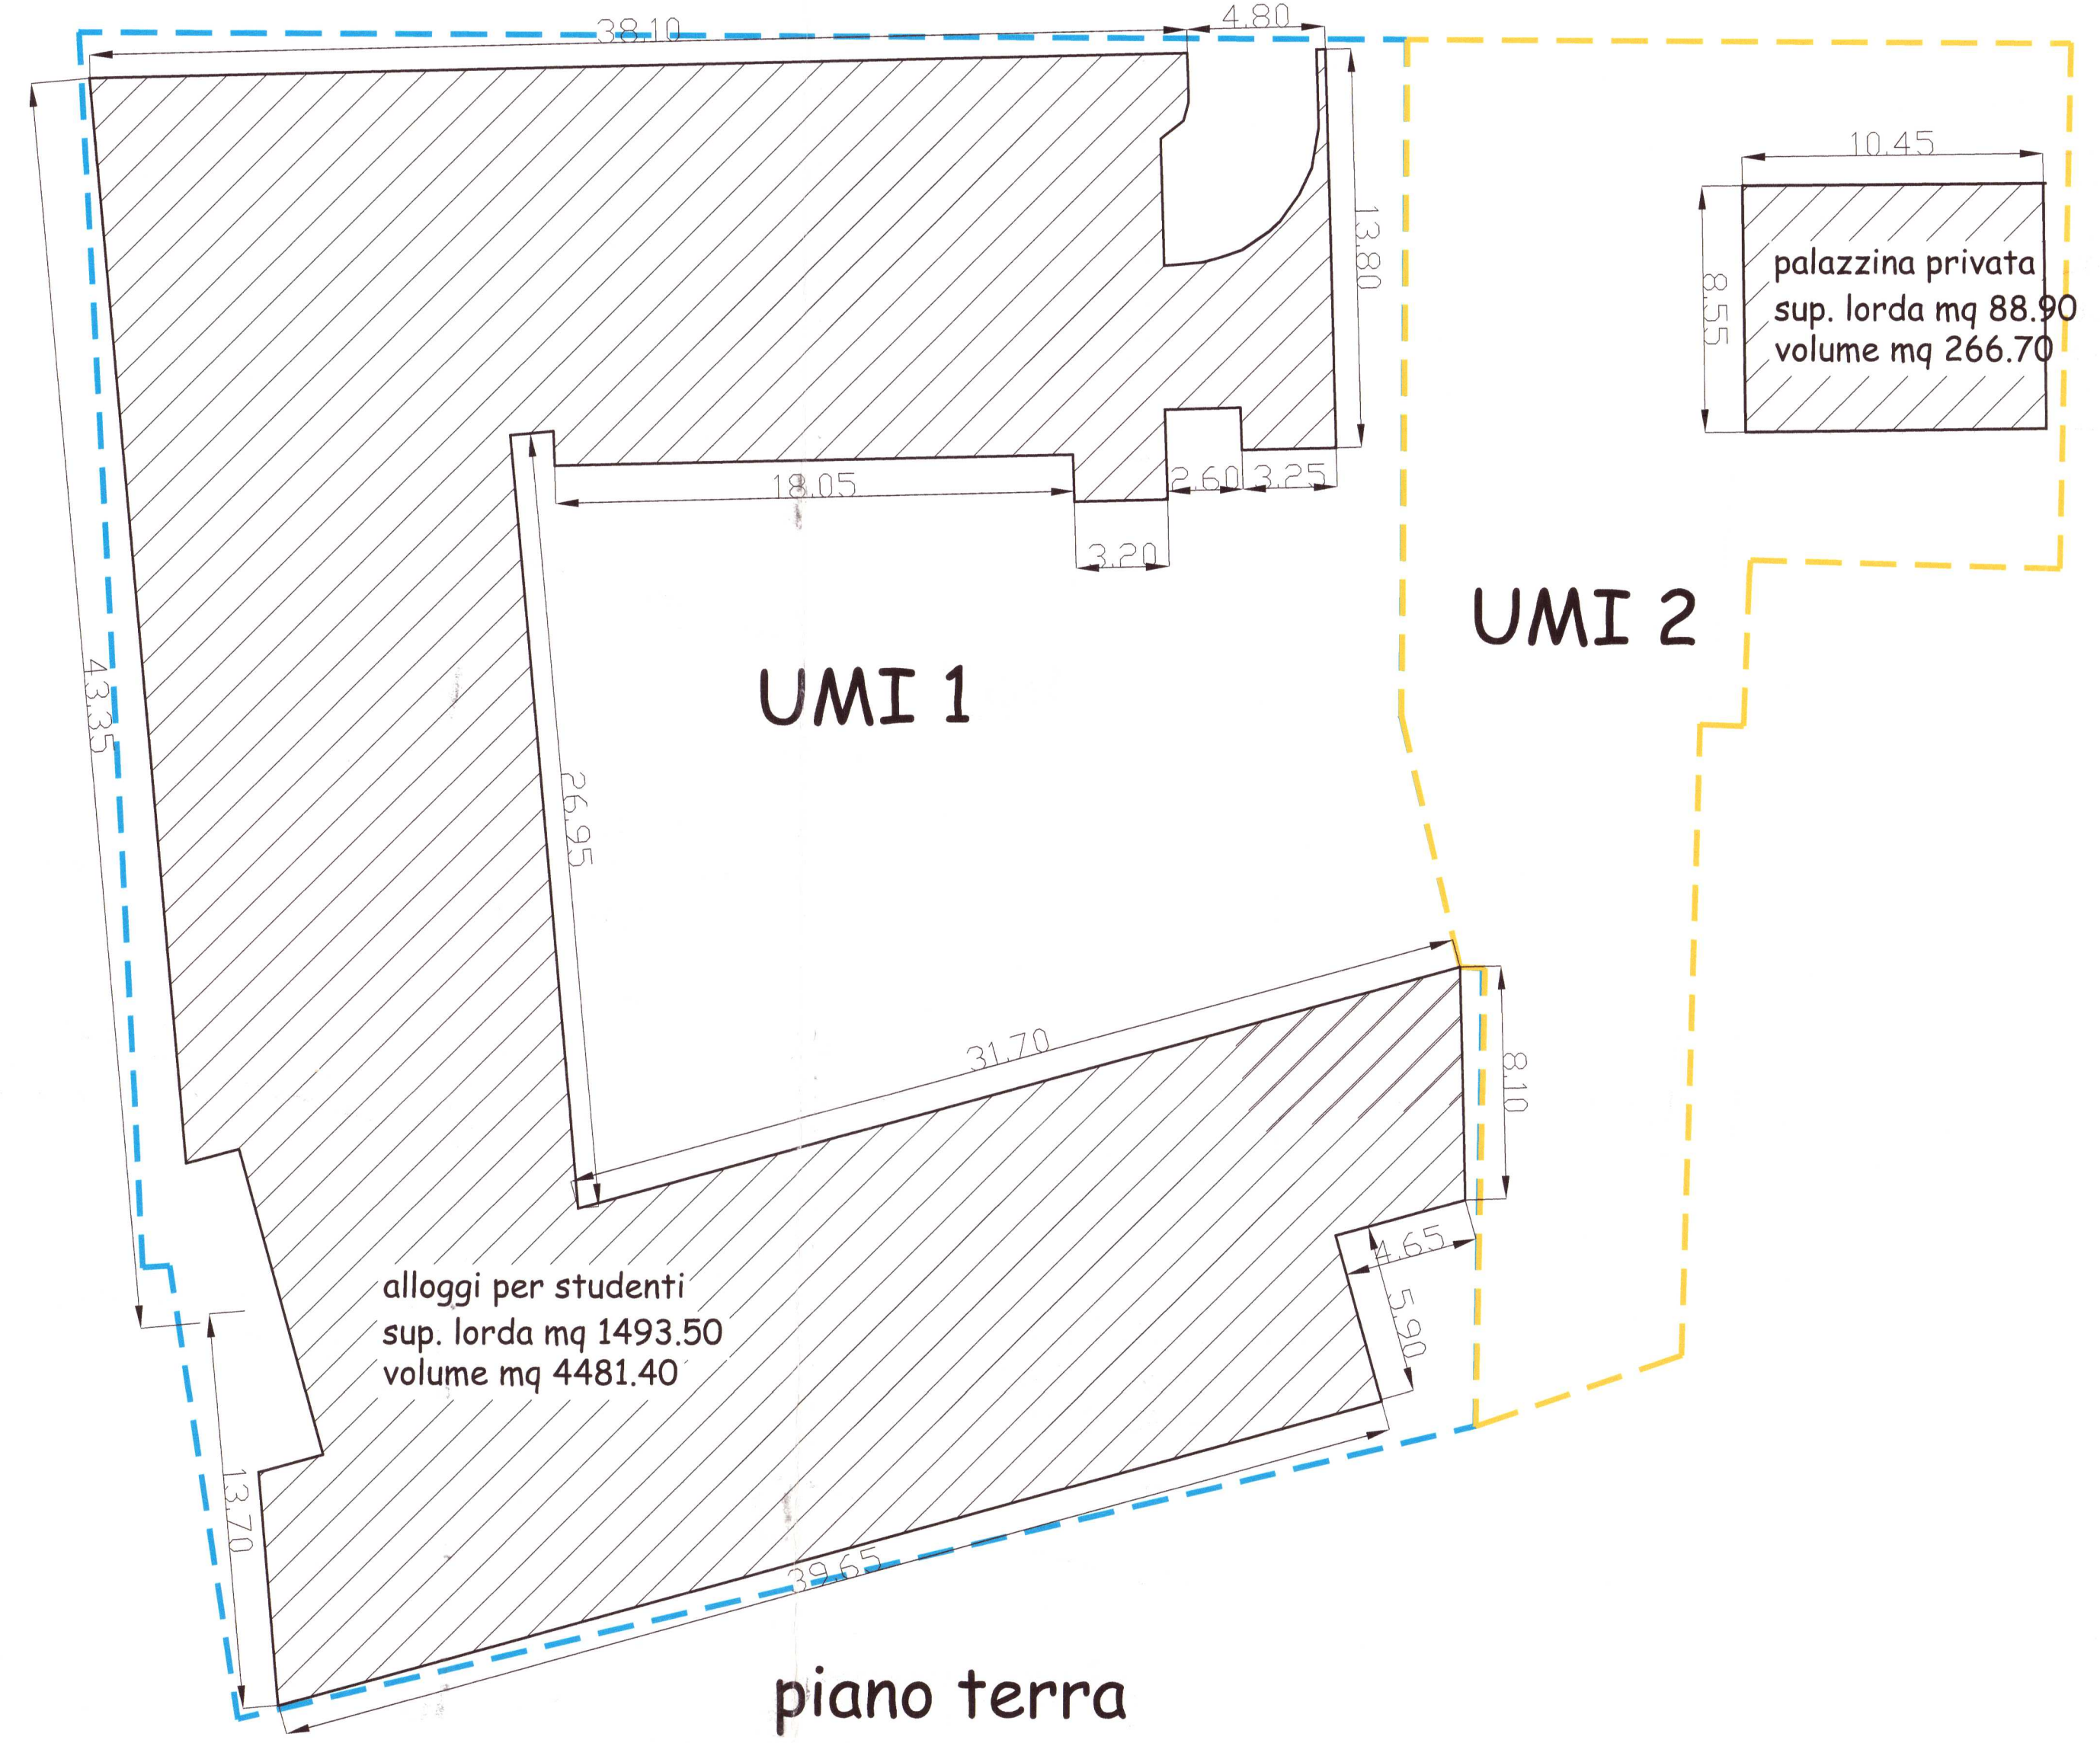 38.10
4.80
10.45
13.80
8.55
palazzina privata
sup. lorda mq 88.90
volume mq 266.70
18.05
2.60
3.25
3.20
UMI 2
UMI 1
43.35
26.95
31.70
8.10
4.65
5.90
alloggi per studenti
sup. lorda mq 1493.50
volume mq 4481.40
13.70
39.65
piano terra